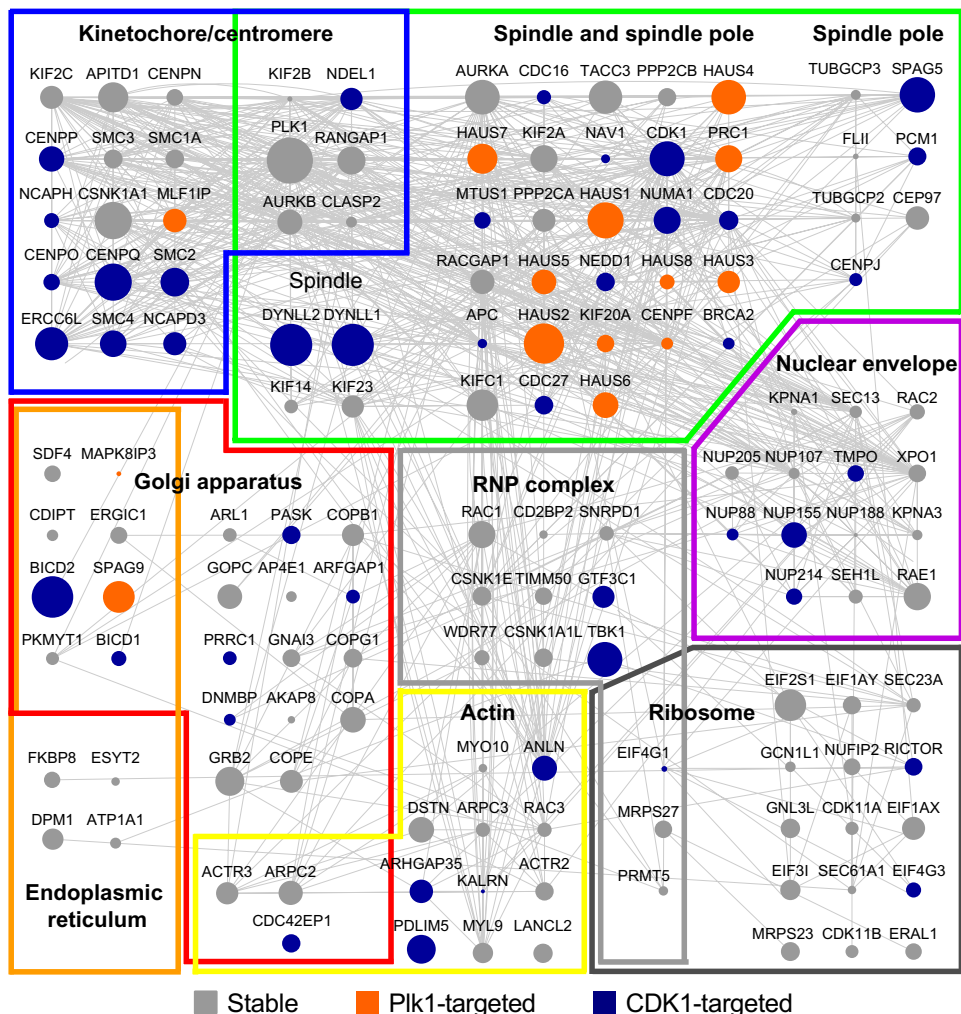 Kinetochore/centromere
Spindle and spindle pole
Spindle pole
KIF2C APITD1 CENPN
KIF2B NDEL1
AURKA CDC16 TACC3 PPP2CB HAUS4
TUBGCP3 SPAG5
CENPP SMC3 SMC1A
PLK1 RANGAP1
HAUS7 KIF2A NAV1 CDK1 PRC1
FLII PCM1
NCAPH CSNK1A1 MLF1IP
AURKB CLASP2
MTUS1 PPP2CA HAUS1 NUMA1 CDC20
TUBGCP2 CEP97
CENPO CENPQ SMC2
Spindle
RACGAP1 HAUS5 NEDD1 HAUS8 HAUS3
CENPJ
ERCC6L SMC4 NCAPD3
DYNLL2 DYNLL1
APC HAUS2 KIF20A CENPF BRCA2
KIF14 KIF23
KIFC1 CDC27 HAUS6
Nuclear envelope
KPNA1 SEC13 RAC2
NUP205 NUP107 TMPO XPO1
NUP88 NUP155 NUP188 KPNA3
NUP214 SEH1L RAE1
SDF4 MAPK8IP3
Golgi apparatus
CDIPT ERGIC1
ARL1 PASK COPB1
BICD2 SPAG9
GOPC AP4E1 ARFGAP1
PKMYT1 BICD1
PRRC1 GNAI3 COPG1
DNMBP AKAP8 COPA
GRB2 COPE
RNP complex
RAC1 CD2BP2 SNRPD1
CSNK1E TIMM50 GTF3C1
WDR77 CSNK1A1L TBK1
FKBP8 ESYT2
DPM1 ATP1A1
Endoplasmic
reticulum
ACTR3 ARPC2
CDC42EP1
Actin
MYO10 ANLN
DSTN ARPC3 RAC3
ARHGAP35 KALRN ACTR2
PDLIM5 MYL9 LANCL2
Ribosome
EIF4G1
MRPS27
PRMT5
EIF2S1 EIF1AY SEC23A
GCN1L1 NUFIP2 RICTOR
GNL3L CDK11A EIF1AX
EIF3I SEC61A1 EIF4G3
MRPS23 CDK11B ERAL1
Stable Plk1-targeted CDK1-targeted